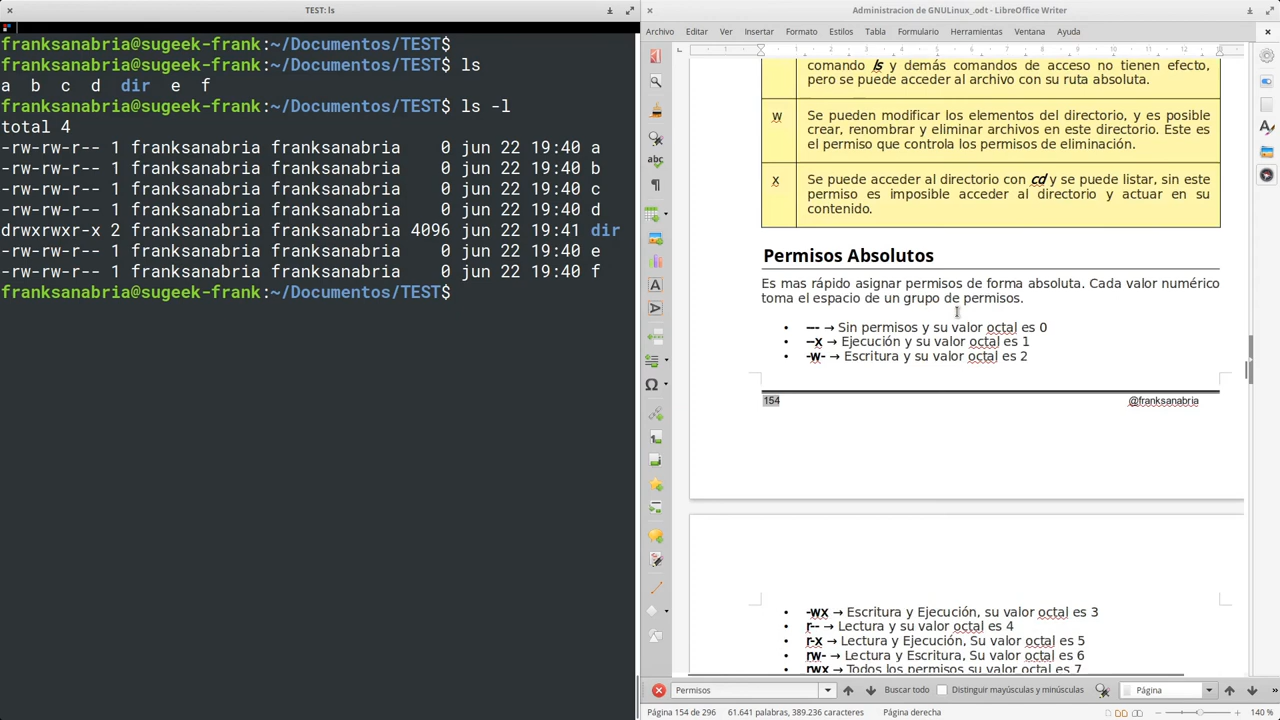 TEST: ls
franksanabria@sugeek-frank:~/Documentos/TEST$
franksanabria@sugeek-frank:~/Documentos/TEST$ ls
a b c d dir e f
franksanabria@sugeek-frank:~/Documentos/TEST$ ls -l
total 4
-rw-rw-r-- 1 franksanabria franksanabria 0 jun 22 19:40 a
-rw-rw-r-- 1 franksanabria franksanabria 0 jun 22 19:40 b
-rw-rw-r-- 1 franksanabria franksanabria 0 jun 22 19:40 c
-rw-rw-r-- 1 franksanabria franksanabria 0 jun 22 19:40 d
drwxrwxr-x 2 franksanabria franksanabria 4096 jun 22 19:41 dir
-rw-rw-r-- 1 franksanabria franksanabria 0 jun 22 19:40 e
-rw-rw-r-- 1 franksanabria franksanabria 0 jun 22 19:40 f
franksanabria@sugeek-frank:~/Documentos/TEST$
Administracion de GNULinux_.odt - LibreOffice Writer
Archivo Editar Ver Insertar Formato Estilos Tabla Formulario Herramientas Ventana Ayuda
comando ls y demás comandos de acceso no tienen efecto,
pero se puede acceder al archivo con su ruta absoluta.
w Se pueden modificar los elementos del directorio, y es posible
crear, renombrar y eliminar archivos en este directorio. Este es
el permiso que controla los permisos de eliminación.
x Se puede acceder al directorio con cd y se puede listar, sin este
permiso es imposible acceder al directorio y actuar en su
contenido.
Permisos Absolutos
Es mas rápido asignar permisos de forma absoluta. Cada valor numérico
toma el espacio de un grupo de permisos.
• --- → Sin permisos y su valor octal es 0
• --x → Ejecución y su valor octal es 1
• -w- → Escritura y su valor octal es 2
154 @franksanabria
• -wx → Escritura y Ejecución, su valor octal es 3
• r-- → Lectura y su valor octal es 4
• r-x → Lectura y Ejecución, Su valor octal es 5
• rw- → Lectura y Escritura, Su valor octal es 6
• rwx → Todos los permisos su valor octal es 7
Permisos Buscar todo Distinguir mayúsculas y minúsculas Página
Página 154 de 296 61.641 palabras, 389.236 caracteres Página derecha 140 %